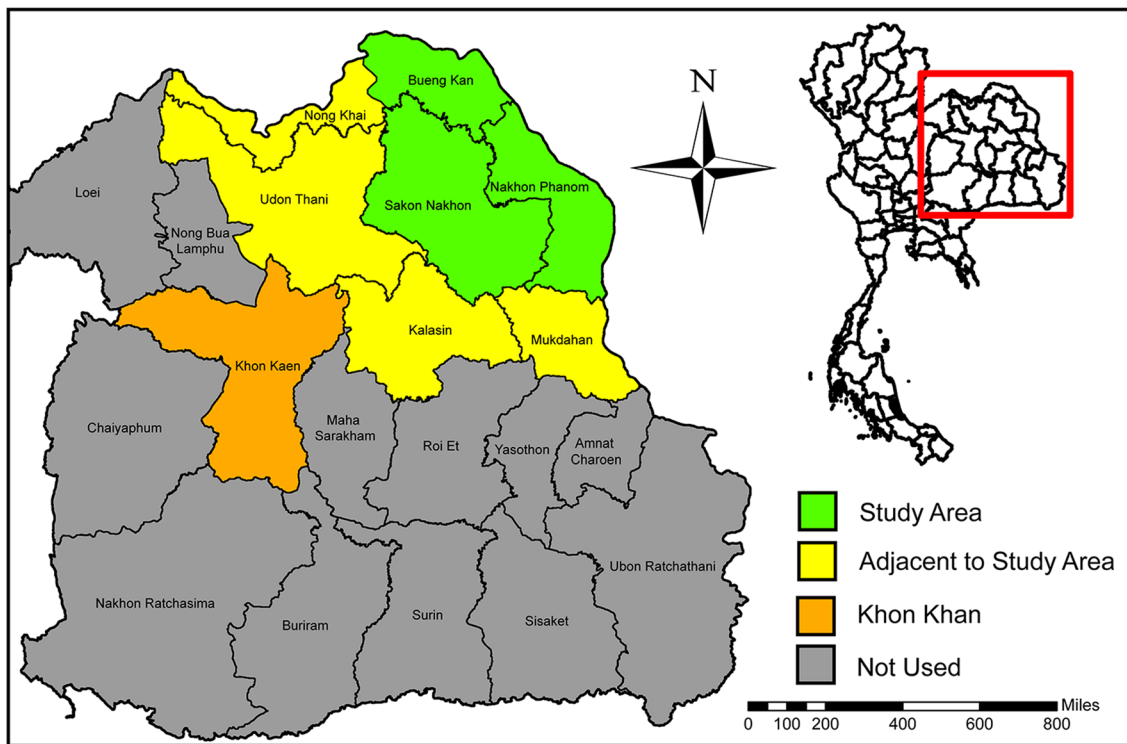 Bueng Kan
N
Nong Khai
Loei
Udon Thani
Nakhon Phanom
Sakon Nakhon
Nong Bua
Lamphu
Kalasin
Mukdahan
Khon Kaen
Chaiyaphum
Maha
Sarakham
Roi Et
Yasothon
Amnat
Charoen
Ubon Ratchathani
Nakhon Ratchasima
Buriram
Surin
Sisaket
Study Area
Adjacent to Study Area
Khon Khan
Not Used
Miles
0 50 100 200 400 600 800